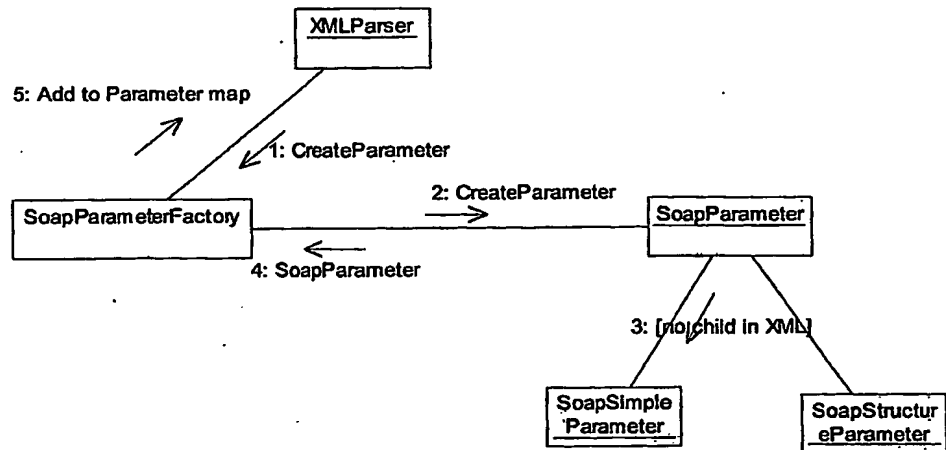 XMLParser
5: Add to Parameter map
1: CreateParameter
2: CreateParameter
SoapParameterFactory
SoapParameter
4: SoapParameter
3: [no child in XML]
SoapSimple
Parameter
SoapStructur
eParameter